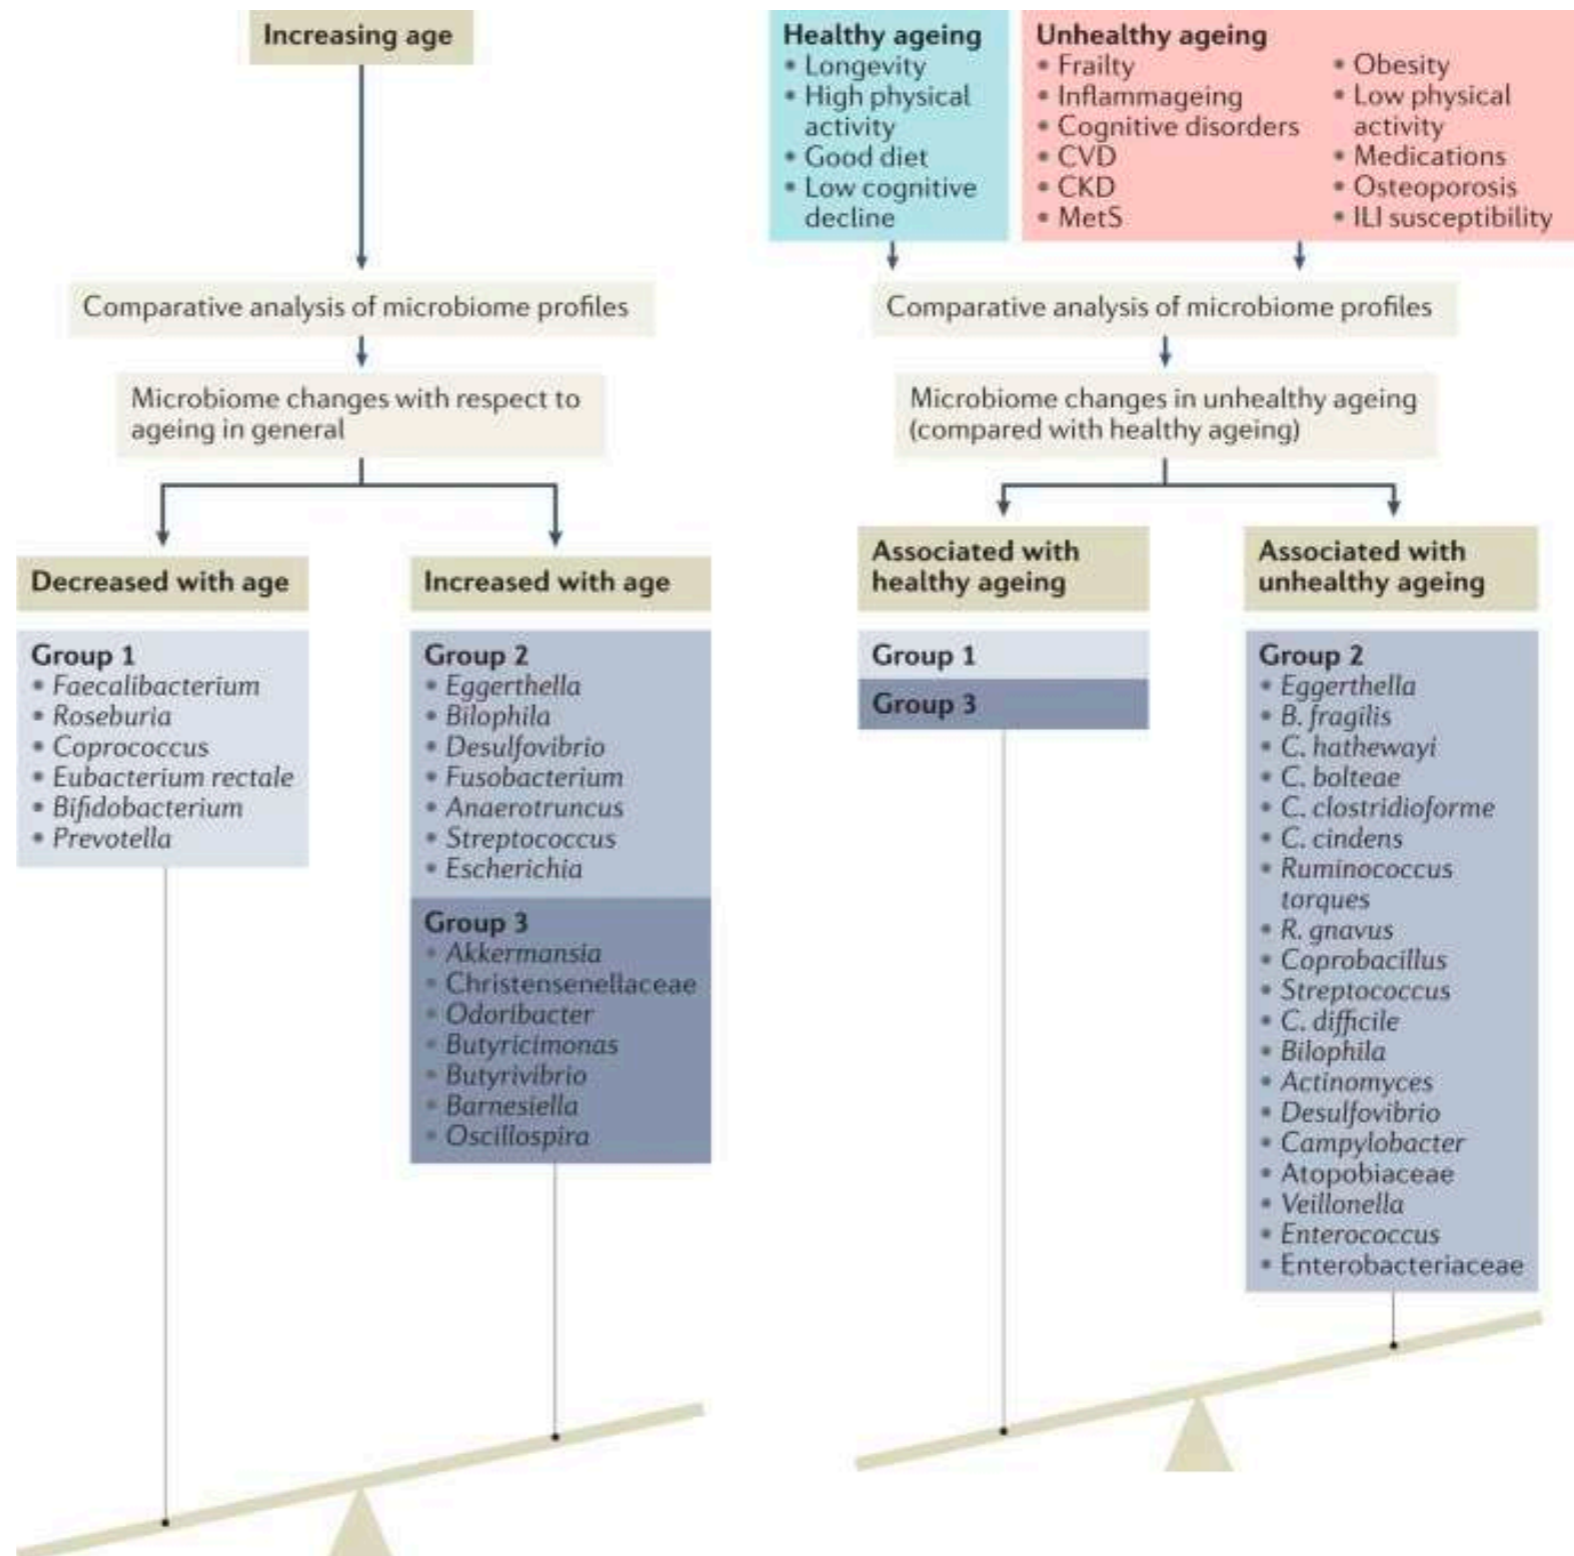 Increasing age
Comparative analysis of microbiome profiles
Microbiome changes with respect to
ageing in general
Decreased with age
Group 1
• Faecalibacterium
• Roseburia
• Coprococcus
• Eubacterium rectale
• Bifidobacterium
• Prevotella
Increased with age
Group 2
• Eggerthella
• Bilophila
• Desulfovibrio
• Fusobacterium
• Anaerotruncus
• Streptococcus
• Escherichia
Group 3
• Akkermansia
• Christensenellaceae
• Odoribacter
• Butyricimonas
• Butyrivibrio
• Barnesiella
• Oscillospira
Healthy ageing
• Longevity
• High physical
activity
• Good diet
• Low cognitive
decline
Unhealthy ageing
• Frailty
• Inflammageing
• Cognitive disorders
• CVD
• CKD
• MetS
• Obesity
• Low physical
activity
• Medications
• Osteoporosis
• ILI susceptibility
Comparative analysis of microbiome profiles
Microbiome changes in unhealthy ageing
(compared with healthy ageing)
Associated with
healthy ageing
Group 1
Group 3
Associated with
unhealthy ageing
Group 2
• Eggerthella
• B. fragilis
• C. hathewayi
• C. bolteae
• C. clostridioforme
• C. cindens
• Ruminococcus
torques
• R. gnavus
• Coprobacillus
• Streptococcus
• C. difficile
• Bilophila
• Actinomyces
• Desulfovibrio
• Campylobacter
• Atopobiaceae
• Veillonella
• Enterococcus
• Enterobacteriaceae